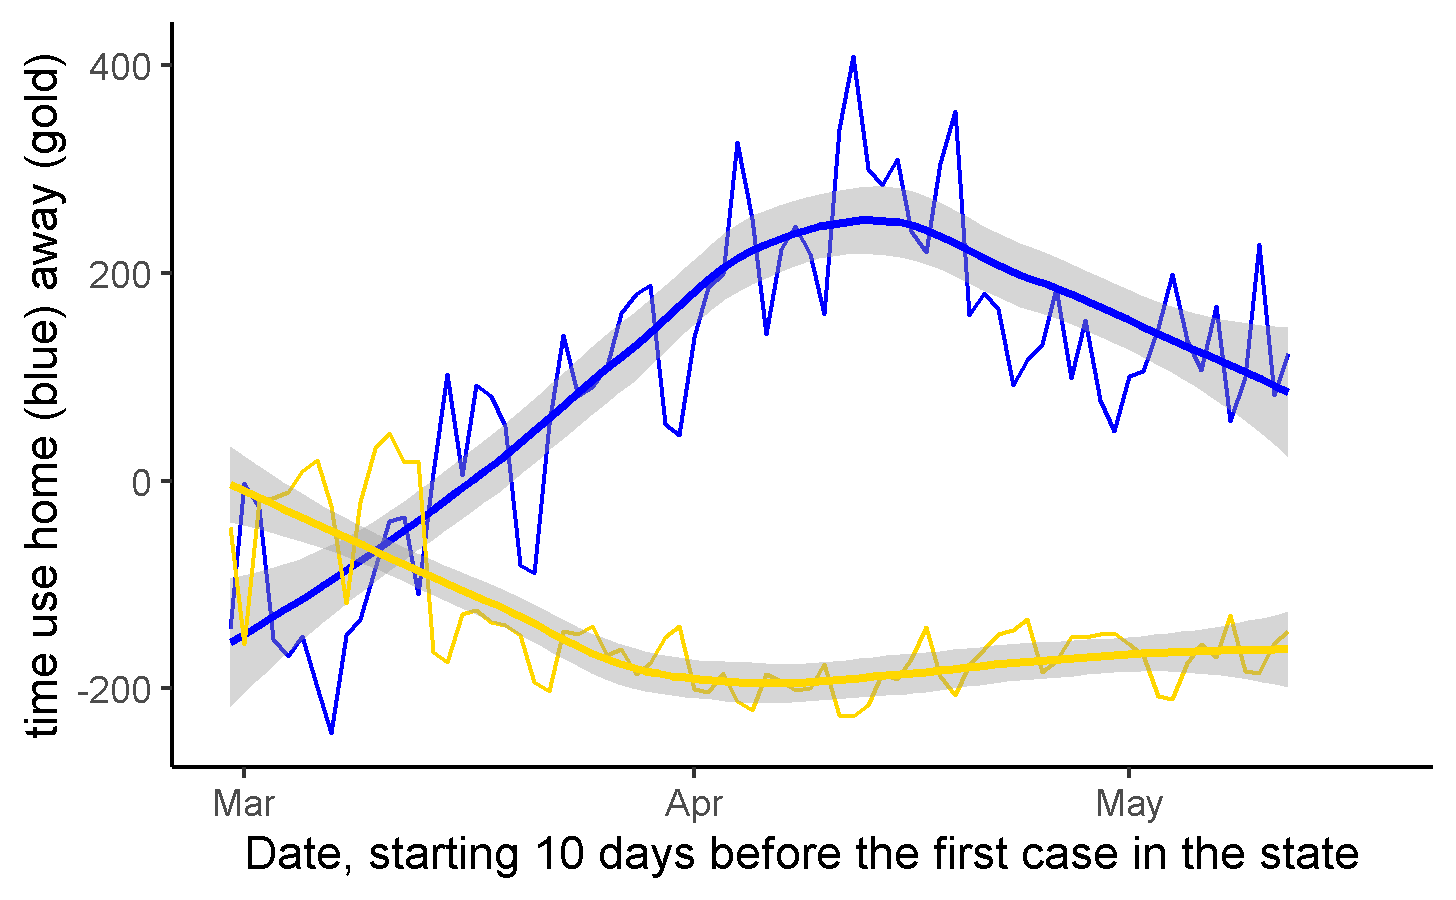 time use home (blue) away (gold)
400
200
0
-200
Mar
Apr
May
Date, starting 10 days before the first case in the state